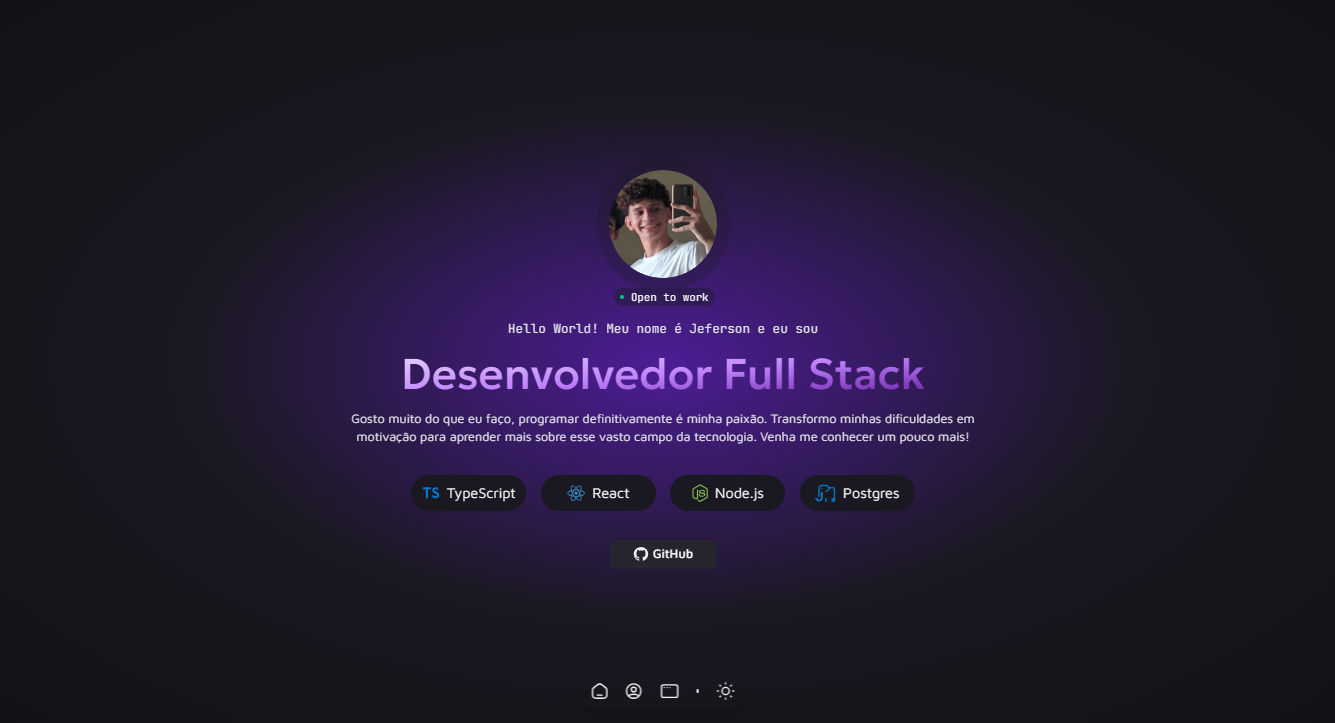 Open to work
Hello World! Meu nome é Jeferson e eu sou
Desenvolvedor Full Stack
Gosto muito do que eu faço, programar definitivamente é minha paixão. Transformo minhas dificuldades em
motivação para aprender mais sobre esse vasto campo da tecnologia. Venha me conhecer um pouco mais!
TS TypeScript React Node.js Postgres
GitHub